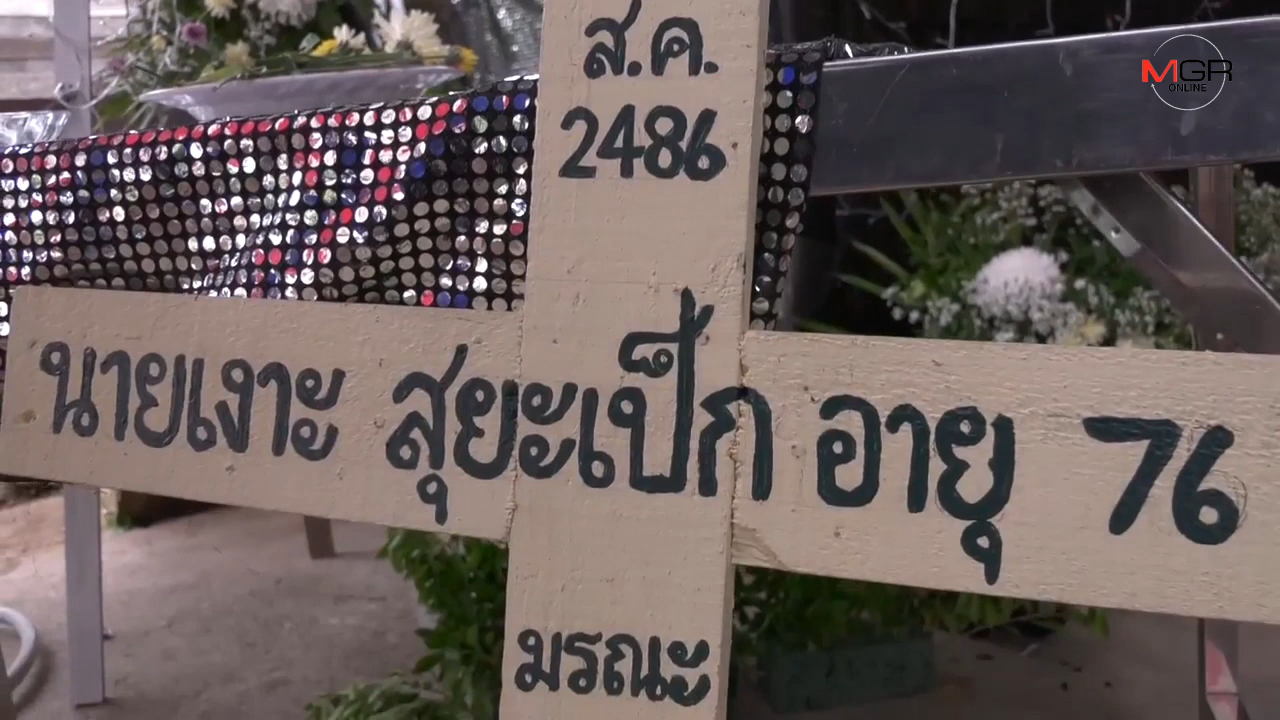 MGR
ONLINE
ส.ค.
2486
นายเงาะ สุยะเป็ก อายุ 76
มรณะ